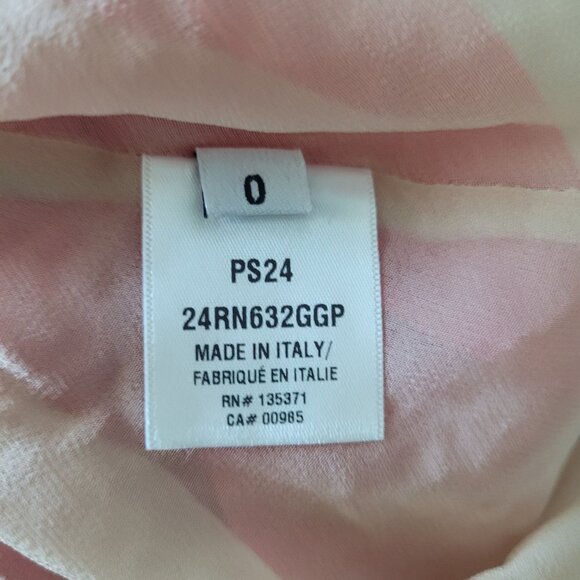 0
PS24
24RN632GGP
MADE IN ITALY/
FABRIQUÉ EN ITALIE
RN# 135371
CA# 00985